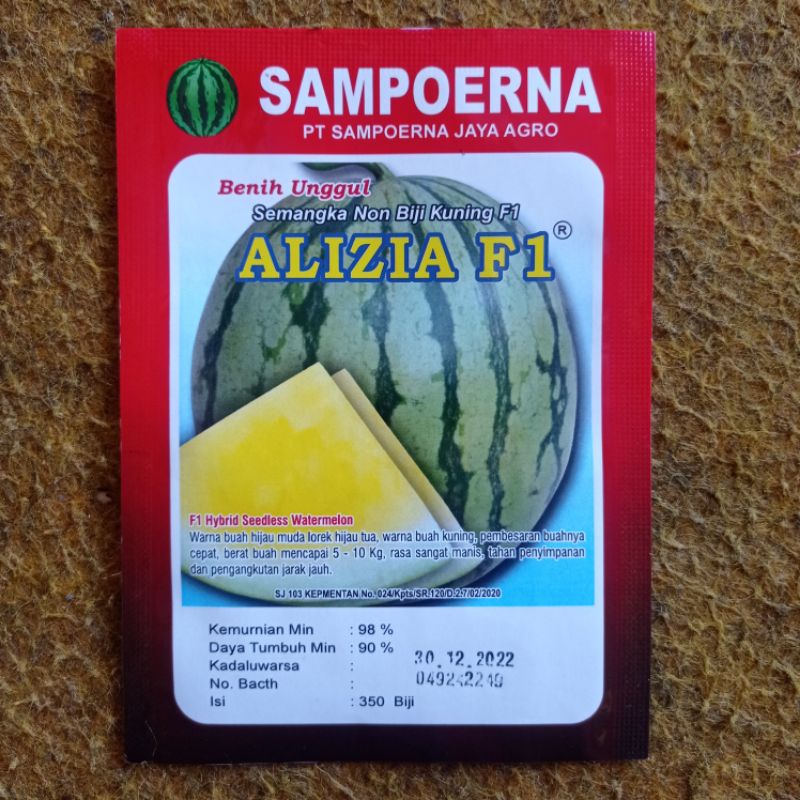 SAMPOERNA
PT SAMPOERNA JAYA AGRO
Benih Unggul
Semangka Non Biji Kuning F1
ALIZIA F1 ®
F1 Hybrid Seedless Watermelon
Warna buah hijau muda lorek hijau tua, warna buah kuning, pembesaran buahnya
cepat, berat buah mencapai 5 - 10 Kg, rasa sangat manis, tahan penyimpanan
dan pengangkutan jarak jauh.
SJ 103 KEPMENTAN No. 024/Kpts/SR.120/D.2.7/02/2020
Kemurnian Min : 98 %
Daya Tumbuh Min : 90 %
Kadaluwarsa : 30.12.2022
No. Bacth : 049242249
Isi : 350 Biji